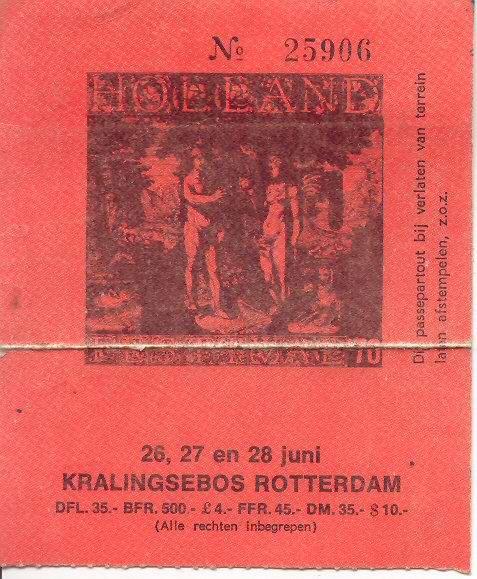 No 25906
HOLLAND
FESTIVAL 70
Dit passepartout bij verlaten van terrein
laten afstempelen, z.o.z.
26, 27 en 28 juni
KRALINGSEBOS ROTTERDAM
DFL. 35.- BFR. 500 - £ 4.- FFR. 45.- DM. 35.- $ 10.-
(Alle rechten inbegrepen)